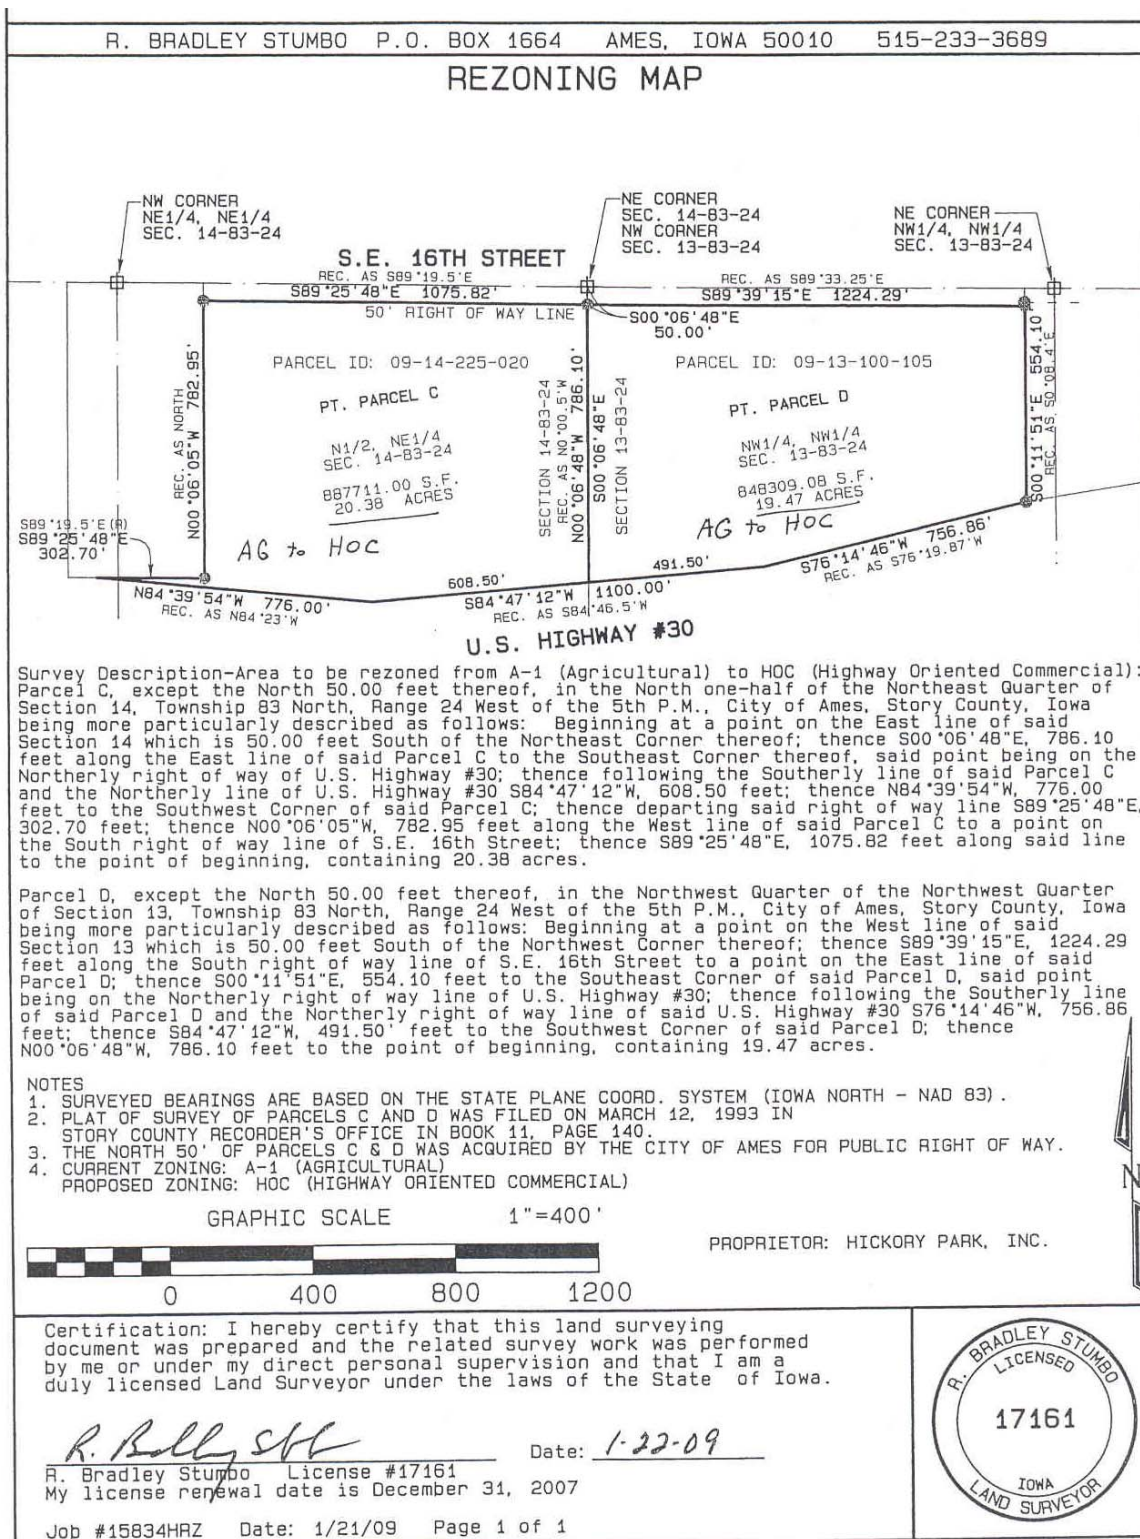 R. BRADLEY STUMBO P.O. BOX 1664 AMES, IOWA 50010 515-233-3689
REZONING MAP
NW CORNER
NE1/4, NE1/4
SEC. 14-83-24
NE CORNER
SEC. 14-83-24
NW CORNER
SEC. 13-83-24
NE CORNER
NW1/4, NW1/4
SEC. 13-83-24
S.E. 16TH STREET
REC. AS S89°19.5'E
S89°25'48"E 1075.82'
50' RIGHT OF WAY LINE
REC. AS S89°33.25'E
S89°39'15"E 1224.29'
S00°06'48"E
50.00'
PARCEL ID: 09-14-225-020
PT. PARCEL C
N1/2, NE1/4
SEC. 14-83-24
887711.00 S.F.
20.38 ACRES
AG to HOC
REC. AS NORTH
N00°06'05"W 782.95'
SECTION 14-83-24
REC. AS N0°00.5'W
N00°06'48"W 786.10'
S00°06'48"E
SECTION 13-83-24
PARCEL ID: 09-13-100-105
PT. PARCEL D
NW1/4, NW1/4
SEC. 13-83-24
848309.08 S.F.
19.47 ACRES
AG to HOC
S00°11'51"E 554.10'
REC. AS S0°08.4'E
S89°19.5'E(R)
S89°25'48"E
302.70'
N84°39'54"W 776.00'
REC. AS N84°23'W
608.50'
S84°47'12"W 1100.00'
REC. AS S84°46.5'W
491.50'
S76°14'46"W 756.86'
REC. AS S76°19.87'W
U.S. HIGHWAY #30
Survey Description-Area to be rezoned from A-1 (Agricultural) to HOC (Highway Oriented Commercial):
Parcel C, except the North 50.00 feet thereof, in the North one-half of the Northeast Quarter of
Section 14, Township 83 North, Range 24 West of the 5th P.M., City of Ames, Story County, Iowa
being more particularly described as follows: Beginning at a point on the East line of said
Section 14 which is 50.00 feet South of the Northeast Corner thereof; thence S00°06'48"E, 786.10
feet along the East line of said Parcel C to the Southeast Corner thereof, said point being on the
Northerly right of way of U.S. Highway #30; thence following the Southerly line of said Parcel C
and the Northerly line of U.S. Highway #30 S84°47'12"W, 608.50 feet; thence N84°39'54"W, 776.00
feet to the Southwest Corner of said Parcel C; thence departing said right of way line S89°25'48"E,
302.70 feet; thence N00°06'05"W, 782.95 feet along the West line of said Parcel C to a point on
the South right of way line of S.E. 16th Street; thence S89°25'48"E, 1075.82 feet along said line
to the point of beginning, containing 20.38 acres.
Parcel D, except the North 50.00 feet thereof, in the Northwest Quarter of the Northwest Quarter
of Section 13, Township 83 North, Range 24 West of the 5th P.M., City of Ames, Story County, Iowa
being more particularly described as follows: Beginning at a point on the West line of said
Section 13 which is 50.00 feet South of the Northwest Corner thereof; thence S89°39'15"E, 1224.29
feet along the South right of way line of S.E. 16th Street to a point on the East line of said
Parcel D; thence S00°11'51"E, 554.10 feet to the Southeast Corner of said Parcel D, said point
being on the Northerly right of way line of U.S. Highway #30; thence following the Southerly line
of said Parcel D and the Northerly right of way line of said U.S. Highway #30 S76°14'46"W, 756.86
feet; thence S84°47'12"W, 491.50' feet to the Southwest Corner of said Parcel D; thence
N00°06'48"W, 786.10 feet to the point of beginning, containing 19.47 acres.
NOTES
1. SURVEYED BEARINGS ARE BASED ON THE STATE PLANE COORD. SYSTEM (IOWA NORTH - NAD 83).
2. PLAT OF SURVEY OF PARCELS C AND D WAS FILED ON MARCH 12, 1993 IN
STORY COUNTY RECORDER'S OFFICE IN BOOK 11, PAGE 140.
3. THE NORTH 50' OF PARCELS C & D WAS ACQUIRED BY THE CITY OF AMES FOR PUBLIC RIGHT OF WAY.
4. CURRENT ZONING: A-1 (AGRICULTURAL)
PROPOSED ZONING: HOC (HIGHWAY ORIENTED COMMERCIAL)
N
GRAPHIC SCALE 1"=400'
0 400 800 1200
PROPRIETOR: HICKORY PARK, INC.
Certification: I hereby certify that this land surveying
document was prepared and the related survey work was performed
by me or under my direct personal supervision and that I am a
duly licensed Land Surveyor under the laws of the State of Iowa.
Date: 1-22-09
R. Bradley Stumbo License #17161
My license renewal date is December 31, 2007
Job #15834HRZ Date: 1/21/09 Page 1 of 1
R. BRADLEY STUMBO
LICENSED
17161
IOWA
LAND SURVEYOR